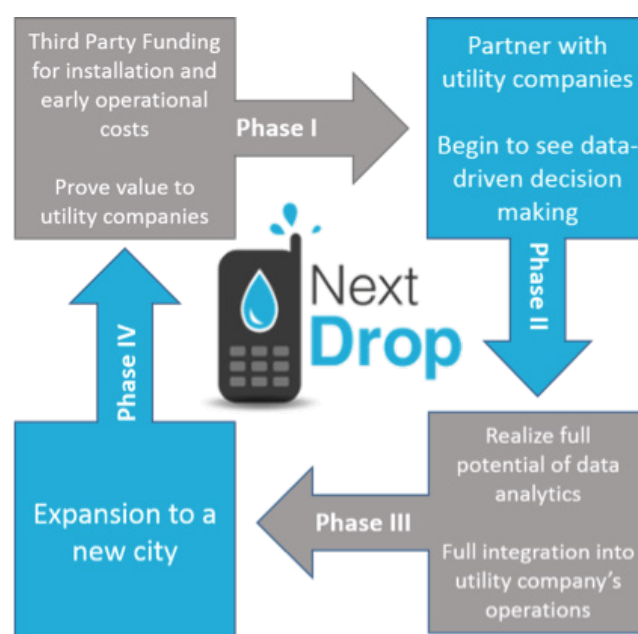 Third Party Funding
for installation and
early operational
costs
Prove value to
utility companies
Phase I
Partner with
utility companies
Begin to see data-
driven decision
making
Phase II
Next
Drop
Realize full
potential of data
analytics
Full integration into
utility company's
operations
Phase III
Expansion to a
new city
Phase IV